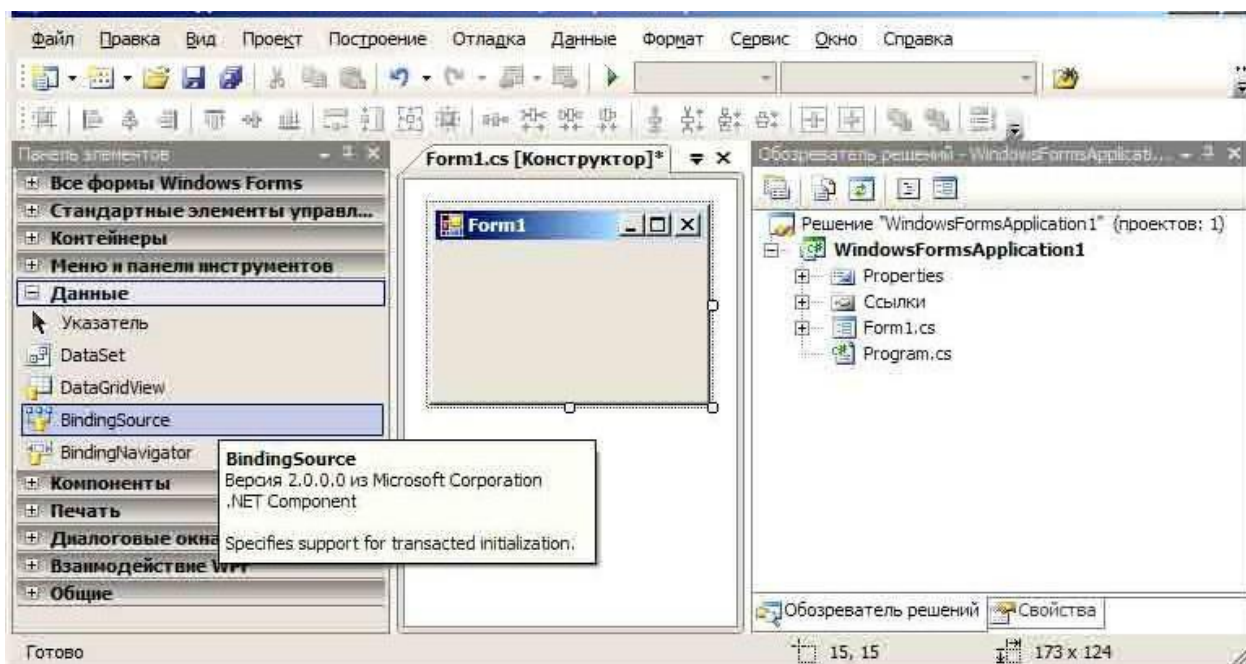 Файл Правка Вид Проект Построение Отладка Данные Формат Сервис Окно Справка
Панель элементов
Все формы Windows Forms
Стандартные элементы управл...
Контейнеры
Меню и панели инструментов
Данные
Указатель
DataSet
DataGridView
BindingSource
BindingNavigator
Компоненты
Печать
Диалоговые окна
Взаимодействие WPF
Общие
BindingSource
Версия 2.0.0.0 из Microsoft Corporation
.NET Component
Specifies support for transacted initialization.
Form1.cs [Конструктор]*
Form1
Обозреватель решений - WindowsFormsApplicati...
Решение "WindowsFormsApplication1" (проектов: 1)
WindowsFormsApplication1
Properties
Ссылки
Form1.cs
Program.cs
Обозреватель решений Свойства
Готово 15, 15 173 x 124